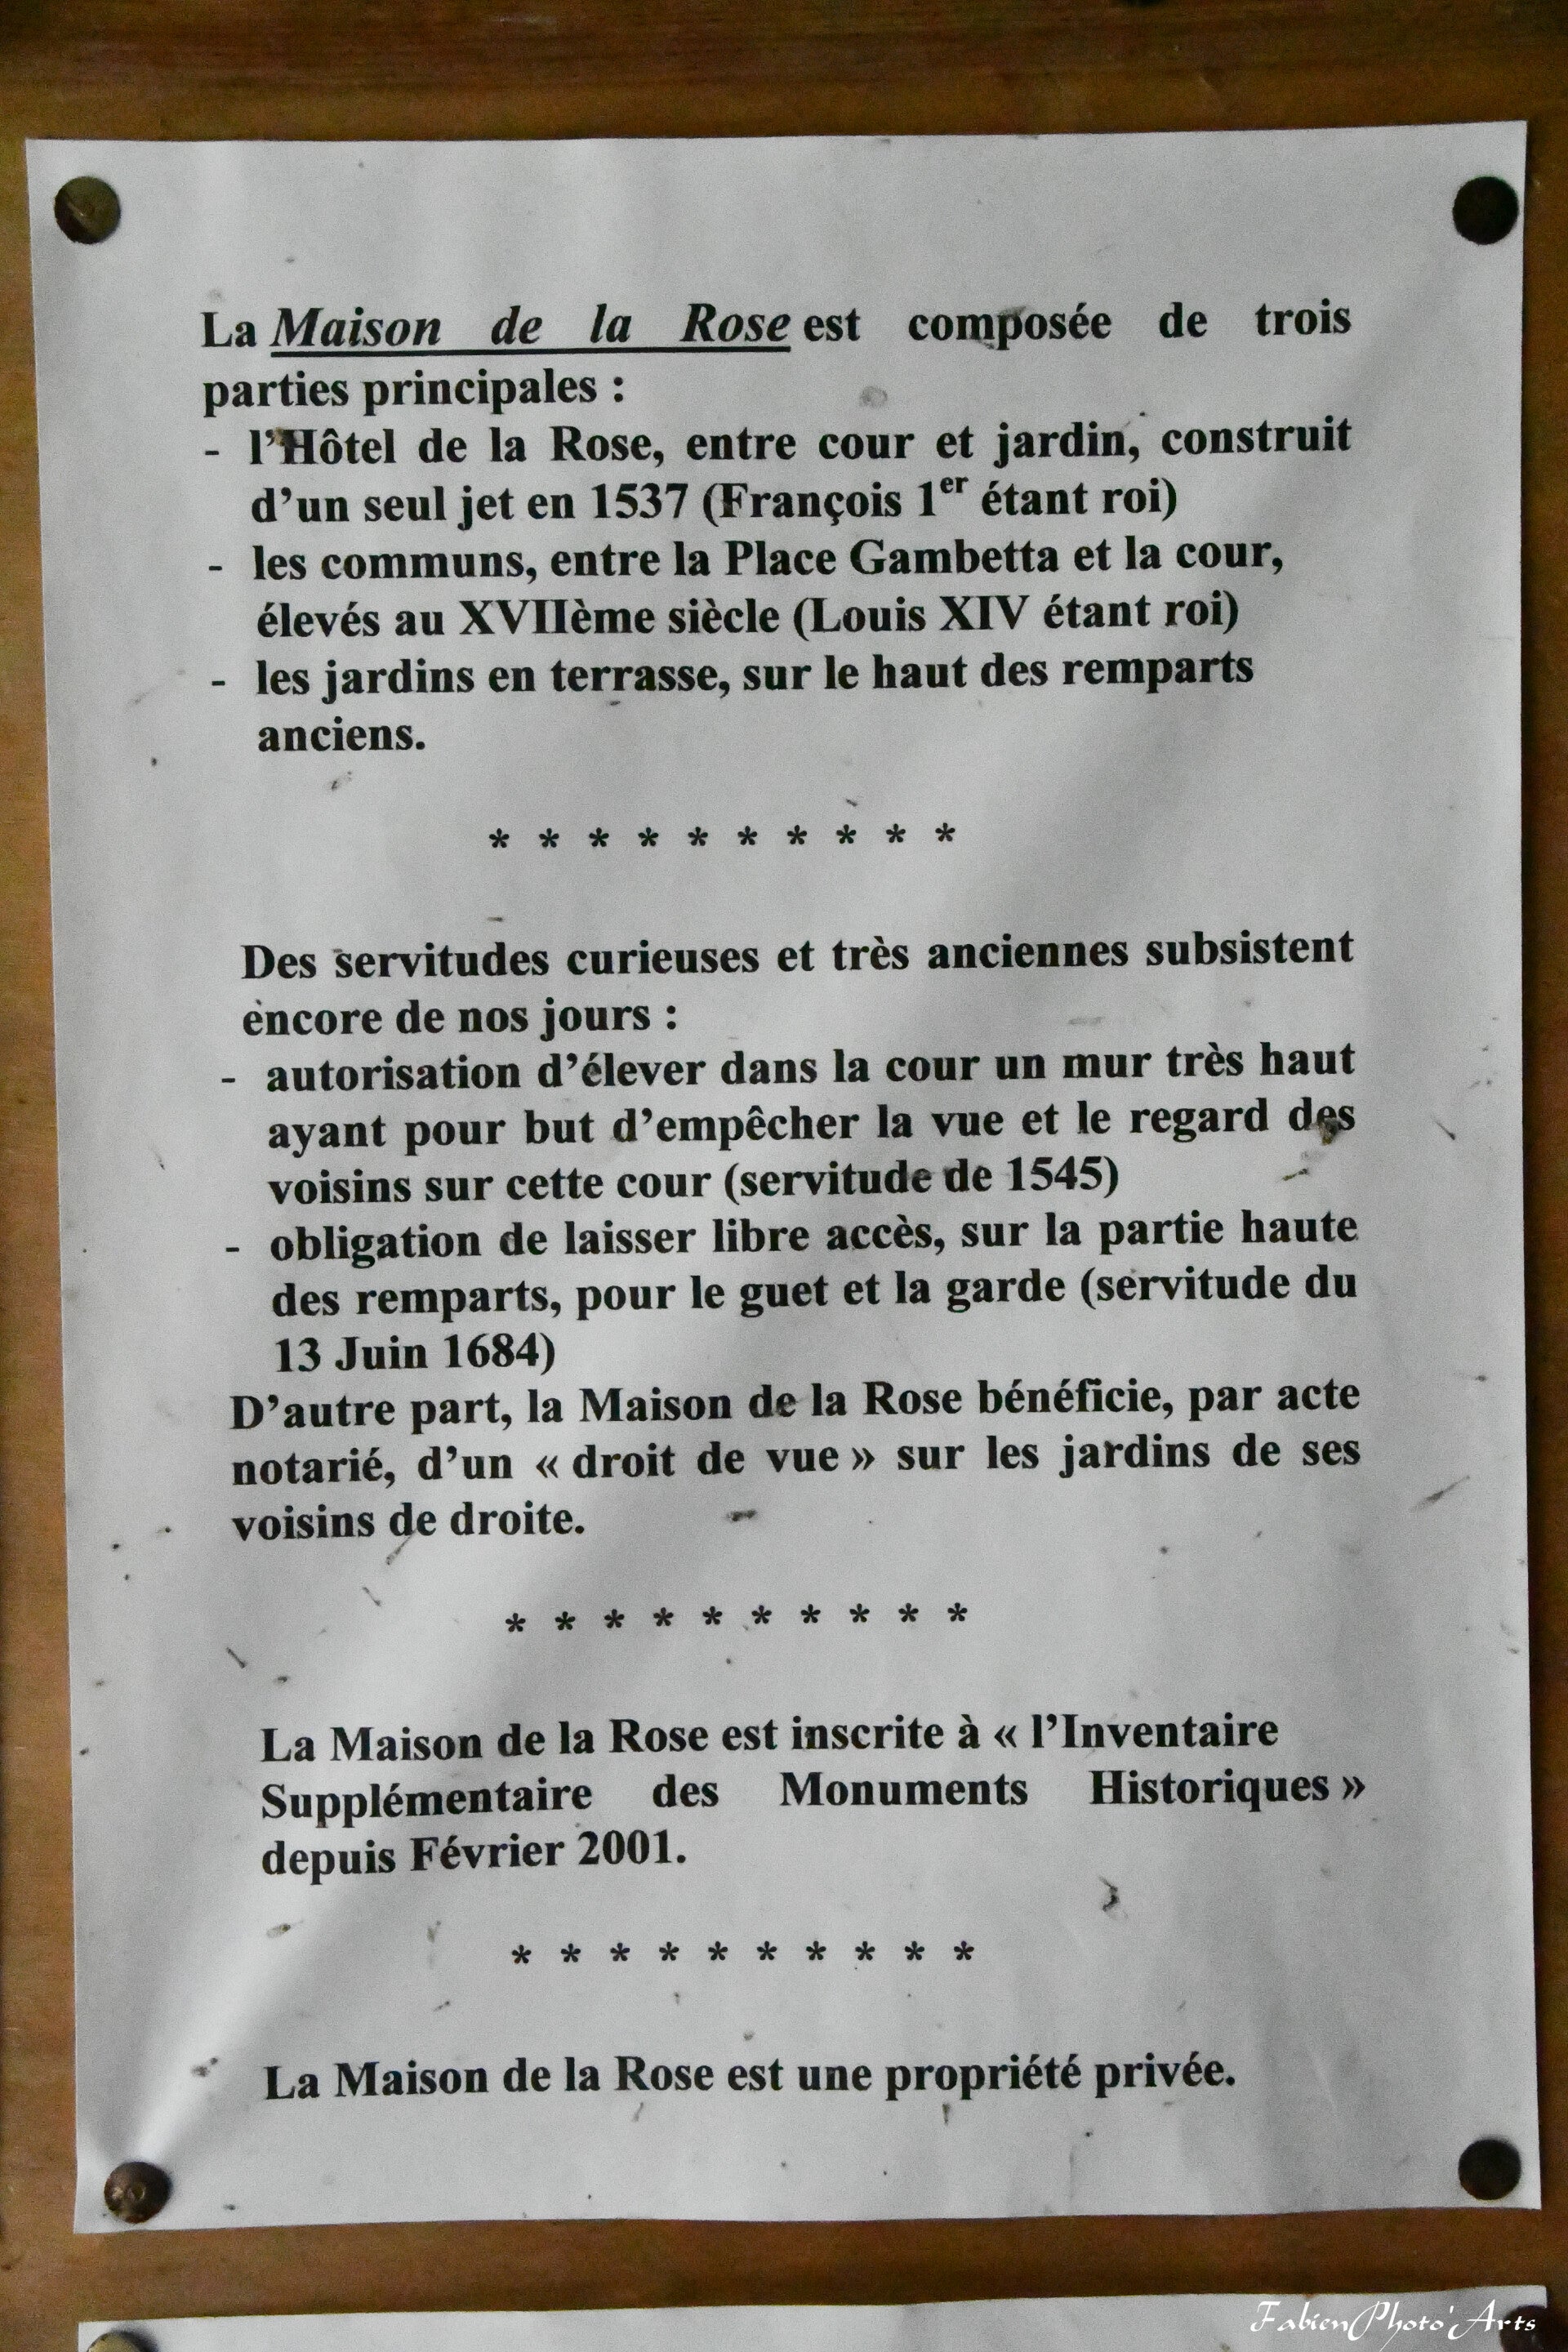 La Maison de la Rose est composée de trois
parties principales :
- l'Hôtel de la Rose, entre cour et jardin, construit
d'un seul jet en 1537 (François 1er étant roi)
- les communs, entre la Place Gambetta et la cour,
élevés au XVIIème siècle (Louis XIV étant roi)
- les jardins en terrasse, sur le haut des remparts
anciens.
* * * * * * * * * *
Des servitudes curieuses et très anciennes subsistent
encore de nos jours :
- autorisation d'élever dans la cour un mur très haut
ayant pour but d'empêcher la vue et le regard des
voisins sur cette cour (servitude de 1545)
- obligation de laisser libre accès, sur la partie haute
des remparts, pour le guet et la garde (servitude du
13 Juin 1684)
D'autre part, la Maison de la Rose bénéficie, par acte
notarié, d'un « droit de vue » sur les jardins de ses
voisins de droite.
* * * * * * * * * *
La Maison de la Rose est inscrite à « l'Inventaire
Supplémentaire des Monuments Historiques »
depuis Février 2001.
* * * * * * * * * *
La Maison de la Rose est une propriété privée.
FabienPhoto'Arts